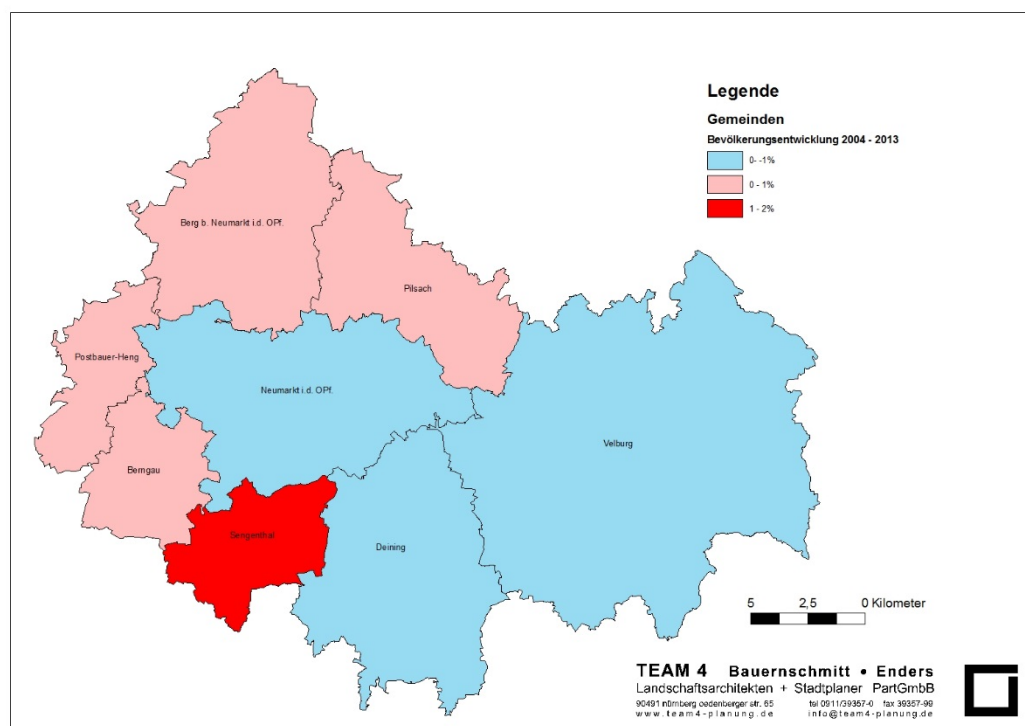 Legende
Gemeinden
Bevölkerungsentwicklung 2004 - 2013
0- -1%
0 - 1%
1 - 2%
Berg b. Neumarkt i.d. OPf.
Pilsach
Postbauer-Heng
Neumarkt i.d. OPf.
Velburg
Berngau
Sengenthal
Deining
5 2,5 0 Kilometer
TEAM 4 Bauernschmitt • Enders
Landschaftsarchitekten + Stadtplaner PartGmbB
90491 nürnberg oedenberger str. 65 tel 0911/39357-0 fax 39357-99
www.team4-planung.de info@team4-planung.de